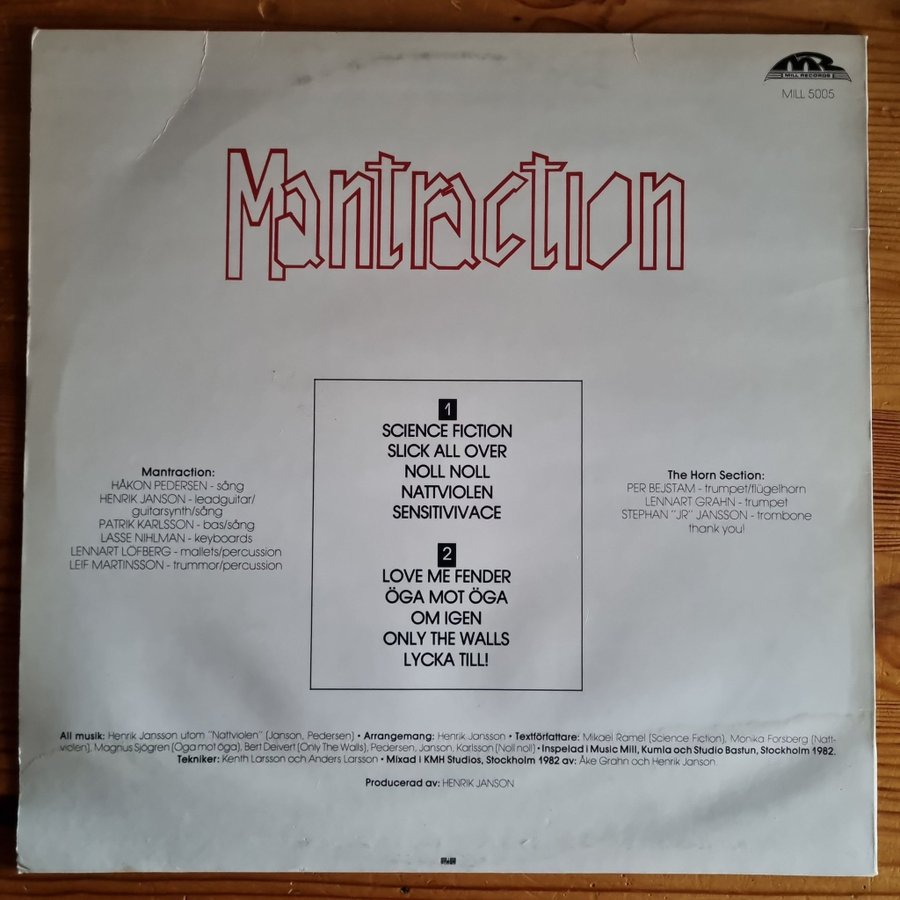 MR
MILL RECORDS
MILL 5005
Mantraction
1
SCIENCE FICTION
SLICK ALL OVER
NOLL NOLL
NATTVIOLEN
SENSITIVIVACE
2
LOVE ME FENDER
ÖGA MOT ÖGA
OM IGEN
ONLY THE WALLS
LYCKA TILL!
Mantraction:
HÅKON PEDERSEN - sång
HENRIK JANSON - leadguitar/
guitarsynth/sång
PATRIK KARLSSON - bas/sång
LASSE NIHLMAN - keyboards
LENNART LÖFBERG - mallets/percussion
LEIF MARTINSSON - trummor/percussion
The Horn Section:
PER BEJSTAM - trumpet/flügelhorn
LENNART GRAHN - trumpet
STEPHAN "JR" JANSSON - trombone
thank you!
All musik: Henrik Jansson utom "Nattviolen" (Janson, Pedersen) • Arrangemang: Henrik Jansson • Textförfattare: Mikael Ramel (Science Fiction), Monika Forsberg (Natt-
violen), Magnus Sjögren (Öga mot öga), Bert Deivert (Only The Walls), Pedersen, Janson, Karlsson (Noll noll) • Inspelad i Music Mill, Kumla och Studio Bastun, Stockholm 1982.
Tekniker: Kenth Larsson och Anders Larsson • Mixad i KMH Studios, Stockholm 1982 av: Åke Grahn och Henrik Janson.
Producerad av: HENRIK JANSON